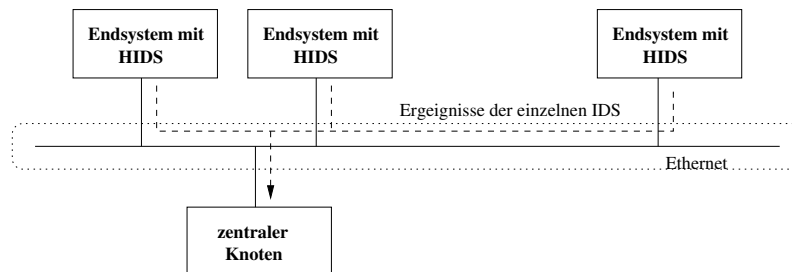 Endsystem mit
HIDS
Endsystem mit
HIDS
Endsystem mit
HIDS
Ergeignisse der einzelnen IDS
Ethernet
zentraler
Knoten